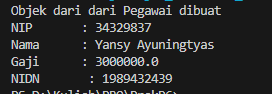 Objek dari dari Pegawai dibuat
NIP : 34329837
Nama : Yansy Ayuningtyas
Gaji : 3000000.0
NIDN : 1989432439